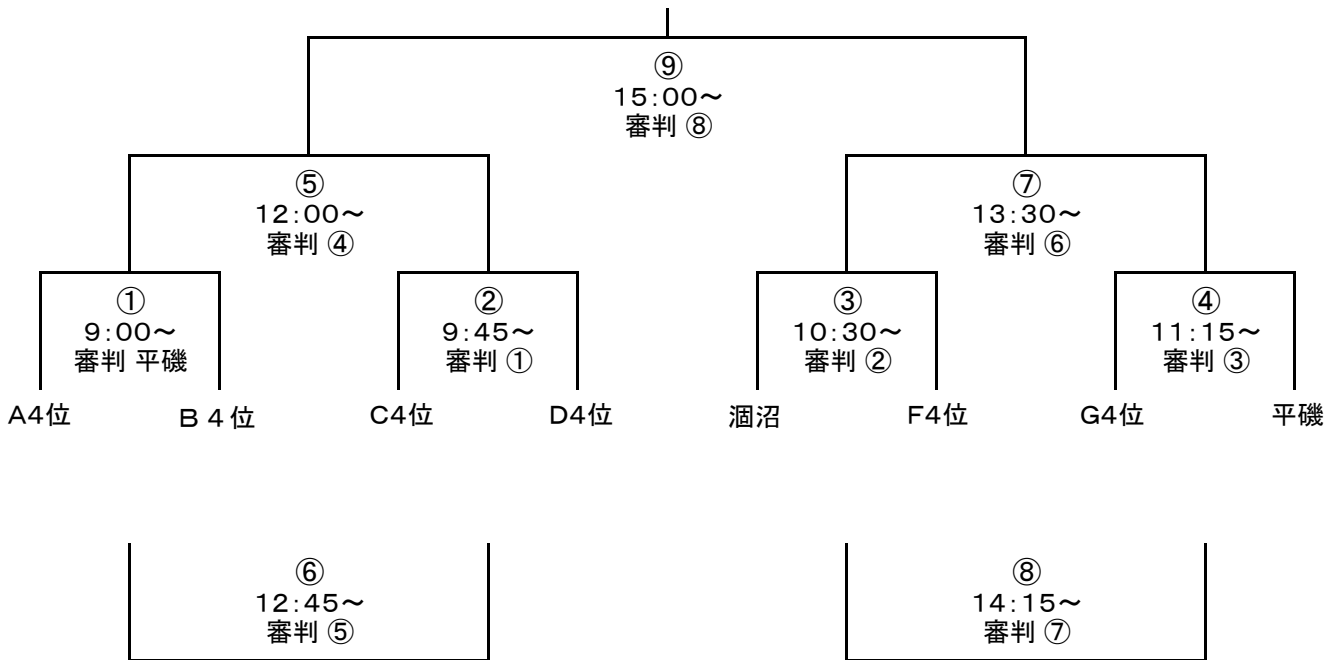 ⑨
15:00～
審判 ⑧
⑤
12:00～
審判 ④
⑦
13:30～
審判 ⑥
①
9:00～
審判 平磯
②
9:45～
審判 ①
③
10:30～
審判 ②
④
11:15～
審判 ③
A4位
B４位
C4位
D4位
涸沼
F4位
G4位
平磯
⑥
12:45～
審判 ⑤
⑧
14:15～
審判 ⑦